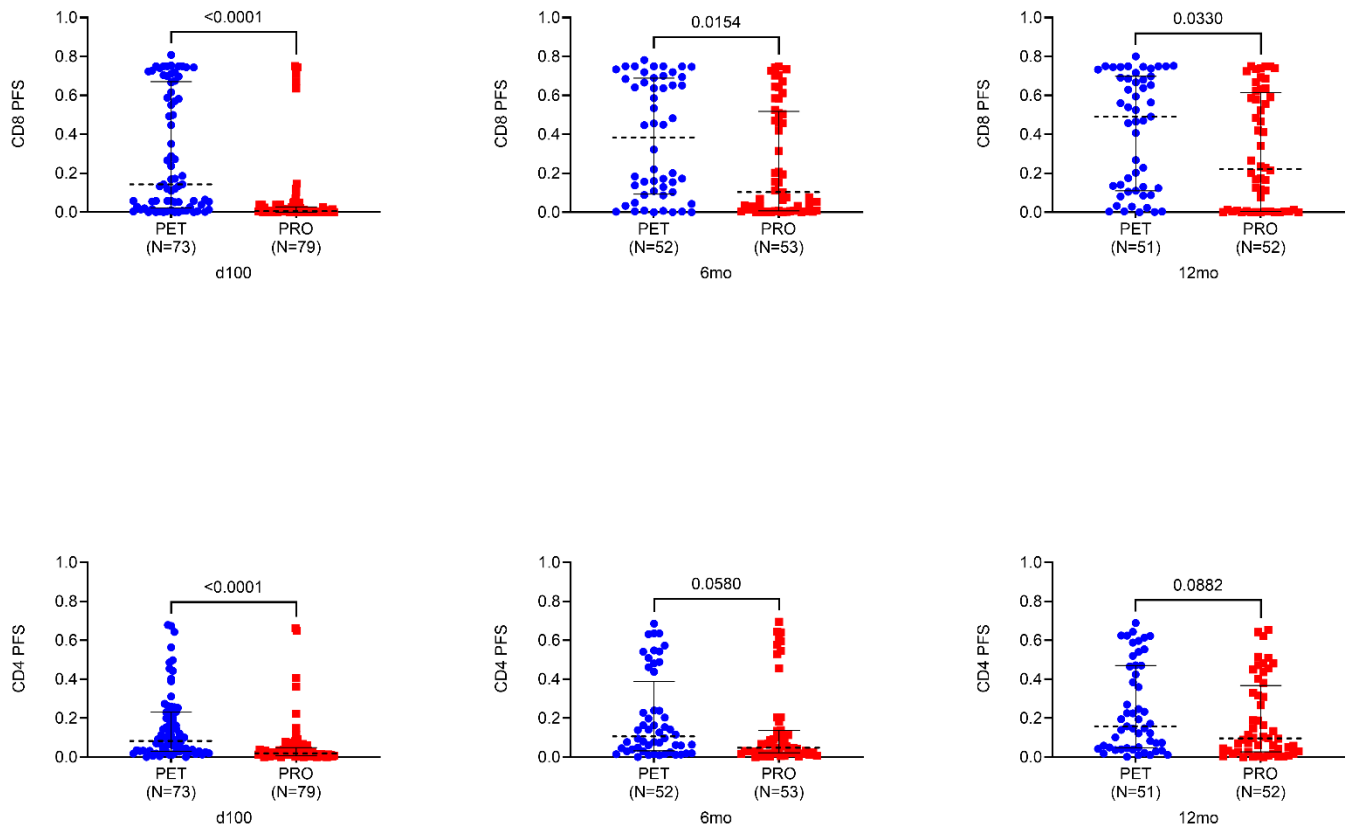 <0.0001
1.0
0.8
0.6
0.4
0.2
0.0
CD8 PFS
PET
(N=73)
PRO
(N=79)
d100
0.0154
1.0
0.8
0.6
0.4
0.2
0.0
CD8 PFS
PET
(N=52)
PRO
(N=53)
6mo
0.0330
1.0
0.8
0.6
0.4
0.2
0.0
CD8 PFS
PET
(N=51)
PRO
(N=52)
12mo
<0.0001
1.0
0.8
0.6
0.4
0.2
0.0
CD4 PFS
PET
(N=73)
PRO
(N=79)
d100
0.0580
1.0
0.8
0.6
0.4
0.2
0.0
CD4 PFS
PET
(N=52)
PRO
(N=53)
6mo
0.0882
1.0
0.8
0.6
0.4
0.2
0.0
CD4 PFS
PET
(N=51)
PRO
(N=52)
12mo